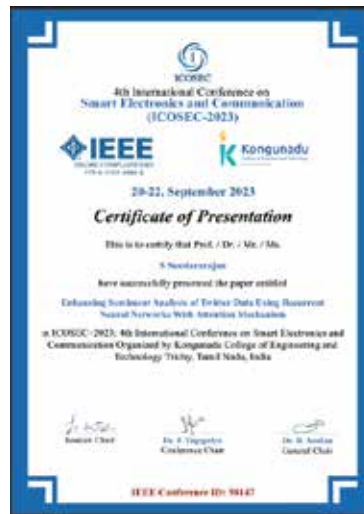 ICOSEC
4th International Conference on
Smart Electronics and Communication
(ICOSEC-2023)
IEEE
Kongunadu
20-22, September 2023
Certificate of Presentation
This is to certify that Prof. / Dr. / Mr. / Ms.
have successfully presented the paper entitled
Enhancing Sentiment Analysis of Twitter Data Using Recurrent
Neural Networks With Attention Mechanism
in ICOSEC-2023; 4th International Conference on Smart Electronics and
Communication Organized by Kongunadu College of Engineering and
Technology Trichy, Tamil Nadu, India
Session Chair
Conference Chair
General Chair
IEEE Conference ID: 58147